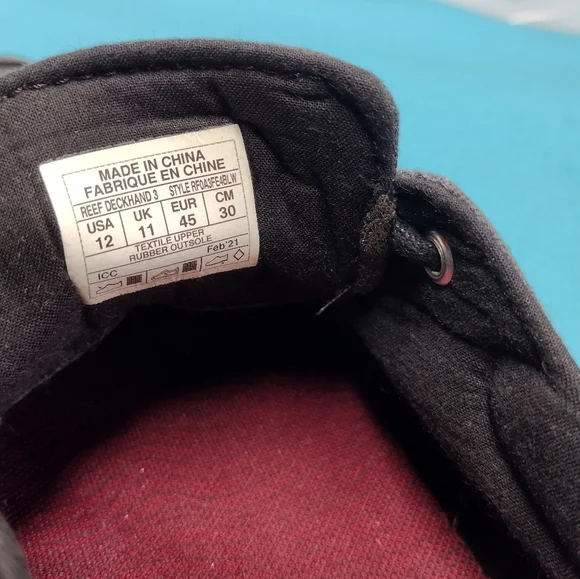 MADE IN CHINA
FABRIQUE EN CHINE
REEF DECKHAND 3 STYLE RF0A3FE4BLW
USA UK EUR CM
12 11 45 30
TEXTILE UPPER
RUBBER OUTSOLE
ICC Feb'21